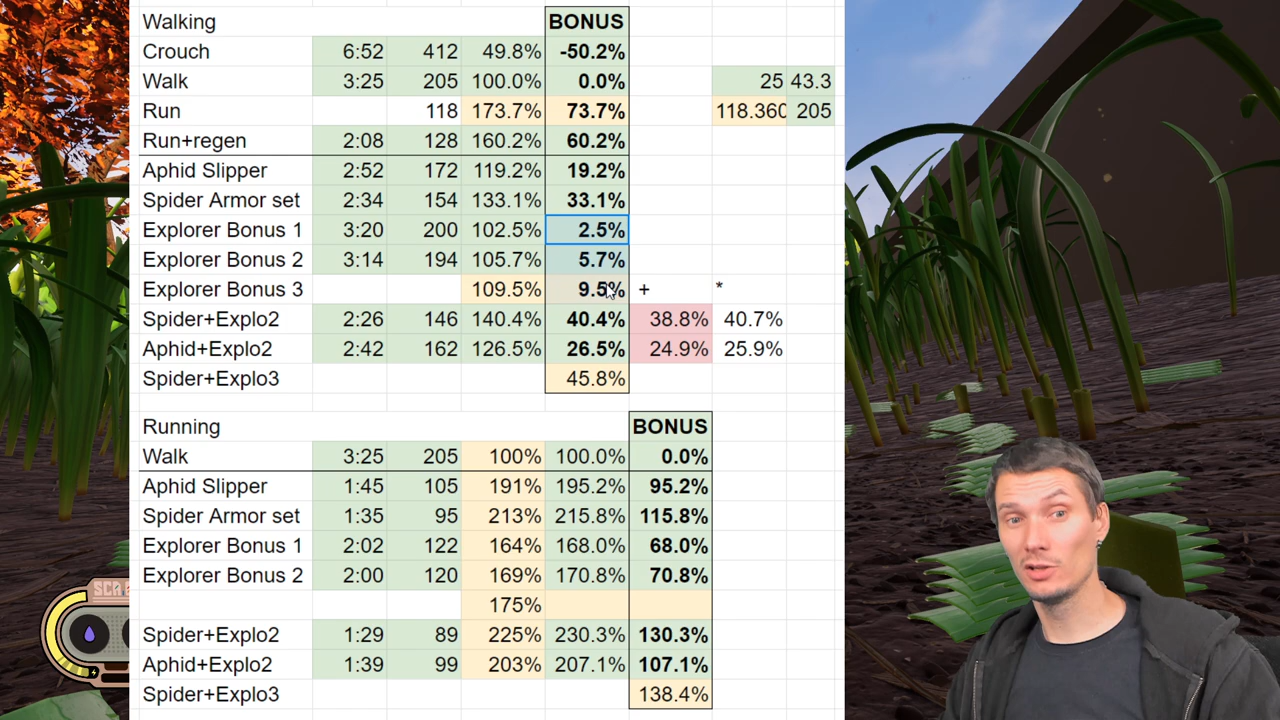 Walking BONUS
Crouch 6:52 412 49.8% -50.2%
Walk 3:25 205 100.0% 0.0% 25 43.3
Run 118 173.7% 73.7% 118.360 205
Run+regen 2:08 128 160.2% 60.2%
Aphid Slipper 2:52 172 119.2% 19.2%
Spider Armor set 2:34 154 133.1% 33.1%
Explorer Bonus 1 3:20 200 102.5% 2.5%
Explorer Bonus 2 3:14 194 105.7% 5.7%
Explorer Bonus 3 109.5% 9.5% + *
Spider+Explo2 2:26 146 140.4% 40.4% 38.8% 40.7%
Aphid+Explo2 2:42 162 126.5% 26.5% 24.9% 25.9%
Spider+Explo3 45.8%
Running BONUS
Walk 3:25 205 100% 100.0% 0.0%
Aphid Slipper 1:45 105 191% 195.2% 95.2%
Spider Armor set 1:35 95 213% 215.8% 115.8%
Explorer Bonus 1 2:02 122 164% 168.0% 68.0%
Explorer Bonus 2 2:00 120 169% 170.8% 70.8%
175%
Spider+Explo2 1:29 89 225% 230.3% 130.3%
Aphid+Explo2 1:39 99 203% 207.1% 107.1%
Spider+Explo3 138.4%